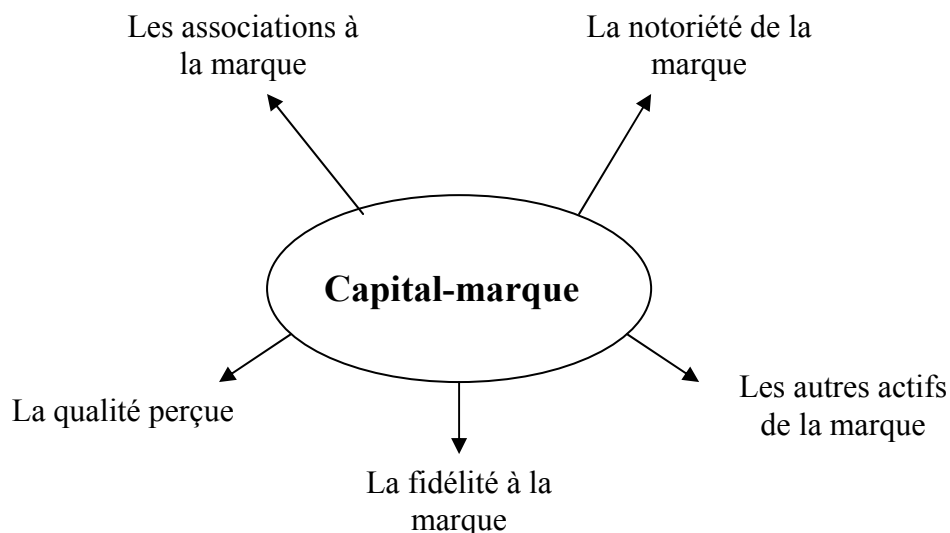 Les associations à
la marque
La notoriété de la
marque
Capital-marque
La qualité perçue
Les autres actifs
de la marque
La fidélité à la
marque